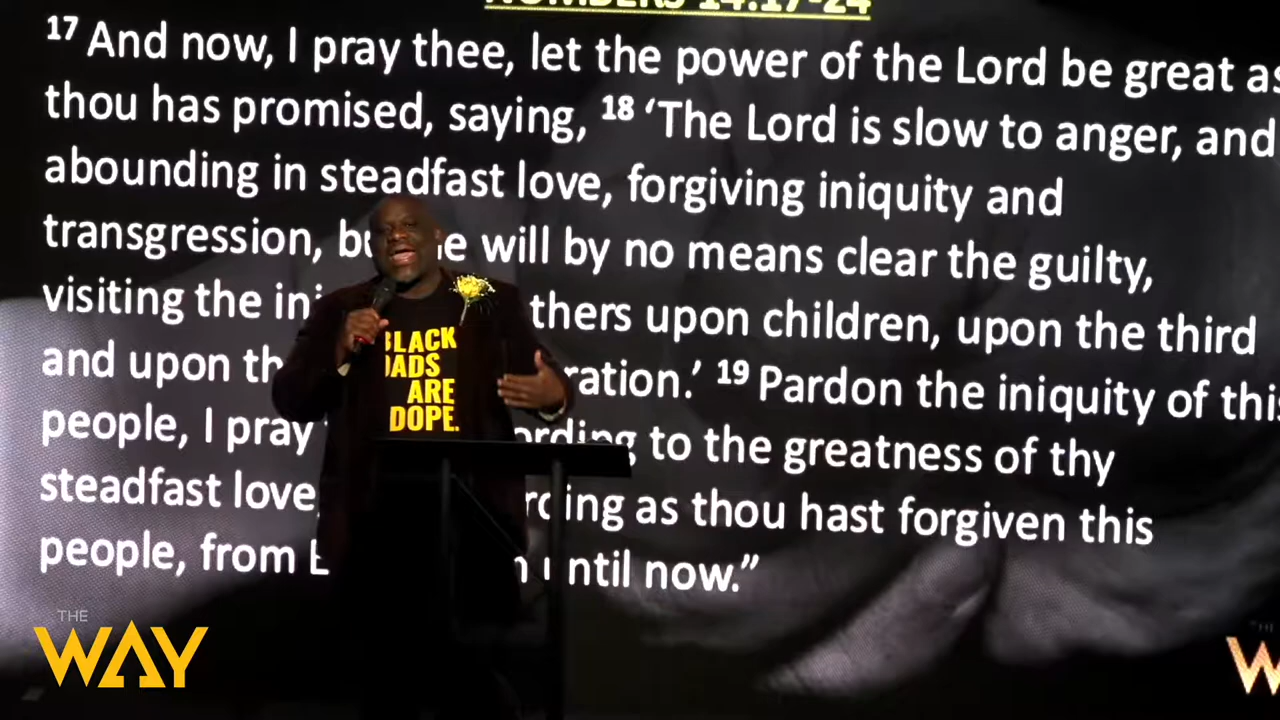 NUMBERS 14:17-24
17 And now, I pray thee, let the power of the Lord be great as
thou has promised, saying, 18 ‘The Lord is slow to anger, and
abounding in steadfast love, forgiving iniquity and
transgression, will by no means clear the guilty,
visiting the upon children, upon the third
and upon 19 Pardon the iniquity of this
people, I pray to the greatness of thy
steadfast love as thou hast forgiven this
people, from until now.”
BLACK
DADS
ARE
DOPE.
THE
WAY